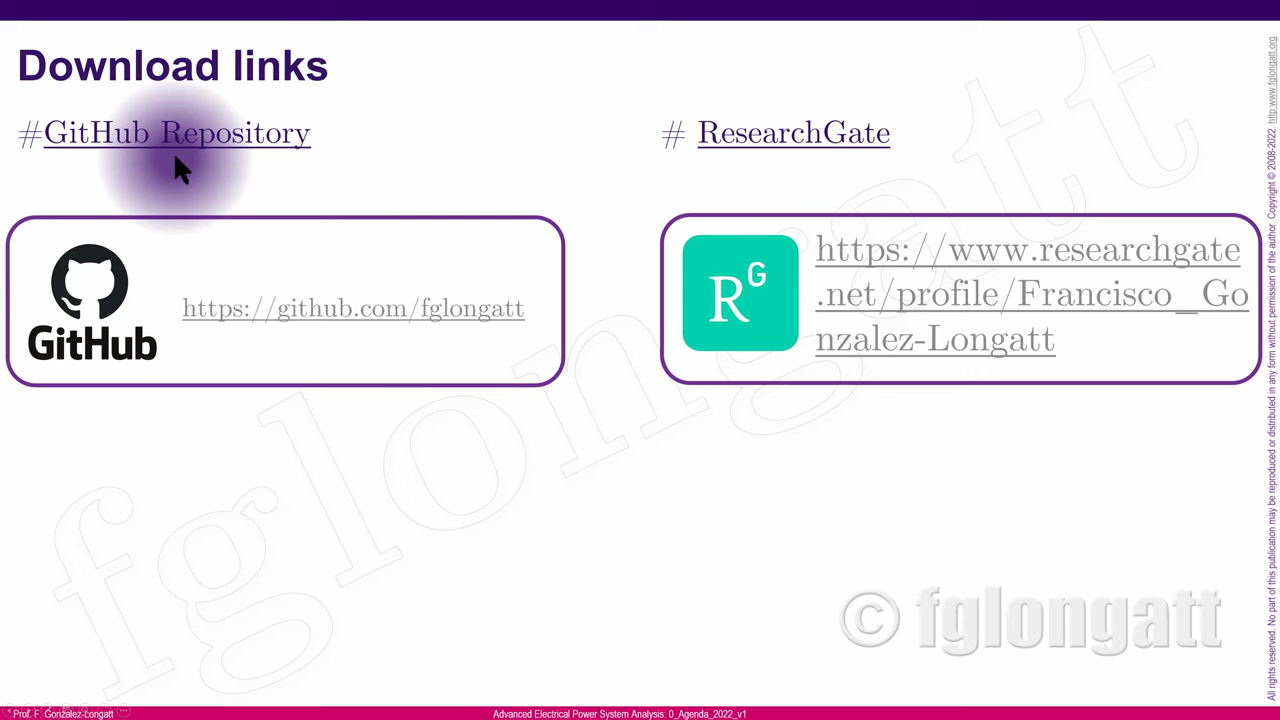 Download links
#GitHub Repository
# ResearchGate
GitHub
https://github.com/fglongatt
RG
https://www.researchgate
.net/profile/Francisco_Go
nzalez-Longatt
fglongatt
© fglongatt
All rights reserved. No part of this publication may be reproduced or distributed in any form without permission of the author. Copyright © 2008-2022. http:www.fglongatt.org
Prof. F. Gonzalez-Longatt
Advanced Electrical Power System Analysis: 0_Agenda_2022_v1